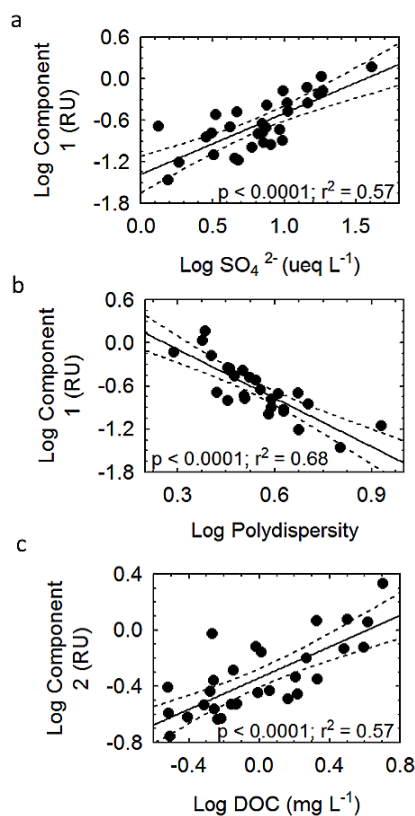 a
0.6
0.0
-0.6
-1.2
-1.8
Log Component
1 (RU)
p < 0.0001; r² = 0.57
0.0 0.5 1.0 1.5
Log SO₄ ²⁻ (ueq L⁻¹)
b
0.6
0.0
-0.6
-1.2
-1.8
Log Component
1 (RU)
p < 0.0001; r² = 0.68
0.3 0.6 0.9
Log Polydispersity
c
0.4
0.0
-0.4
-0.8
Log Component
2 (RU)
p < 0.0001; r² = 0.57
-0.4 0.0 0.4 0.8
Log DOC (mg L⁻¹)